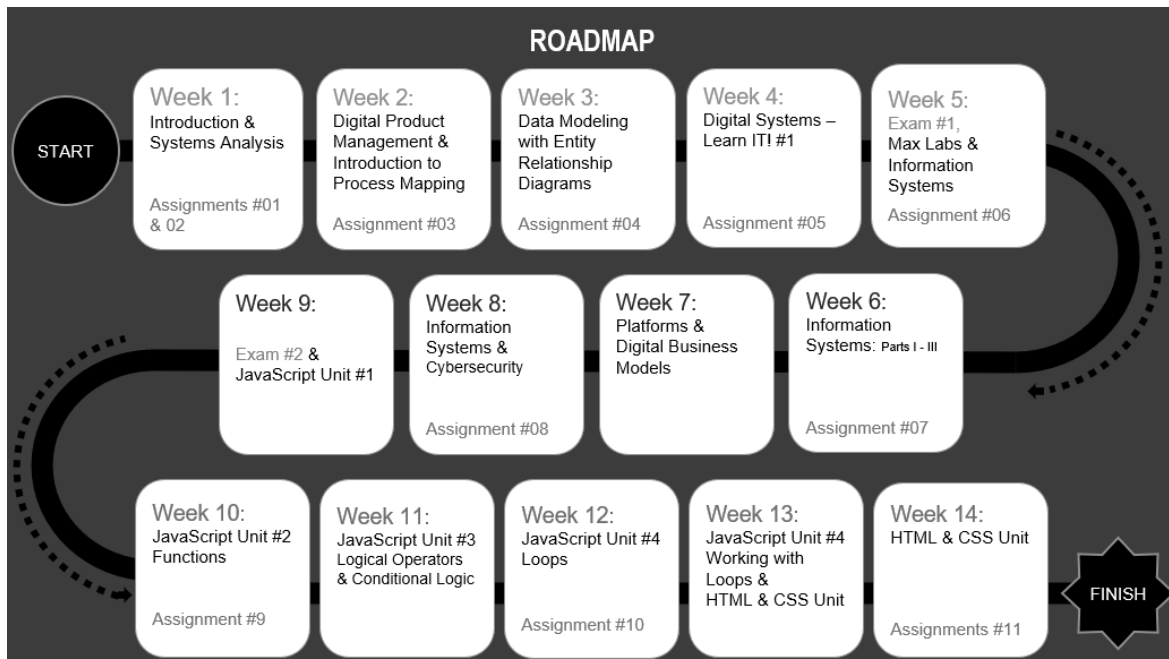 ROADMAP
START
Week 1:
Introduction &
Systems Analysis
Assignments #01
& 02
Week 2:
Digital Product
Management &
Introduction to
Process Mapping
Assignment #03
Week 3:
Data Modeling
with Entity
Relationship
Diagrams
Assignment #04
Week 4:
Digital Systems –
Learn IT! #1
Assignment #05
Week 5:
Exam #1,
Max Labs &
Information
Systems
Assignment #06
Week 6:
Information
Systems: Parts I - III
Assignment #07
Week 7:
Platforms &
Digital Business
Models
Week 8:
Information
Systems &
Cybersecurity
Assignment #08
Week 9:
Exam #2 &
JavaScript Unit #1
Week 10:
JavaScript Unit #2
Functions
Assignment #9
Week 11:
JavaScript Unit #3
Logical Operators
& Conditional Logic
Week 12:
JavaScript Unit #4
Loops
Assignment #10
Week 13:
JavaScript Unit #4
Working with
Loops &
HTML & CSS Unit
Week 14:
HTML & CSS Unit
Assignments #11
FINISH